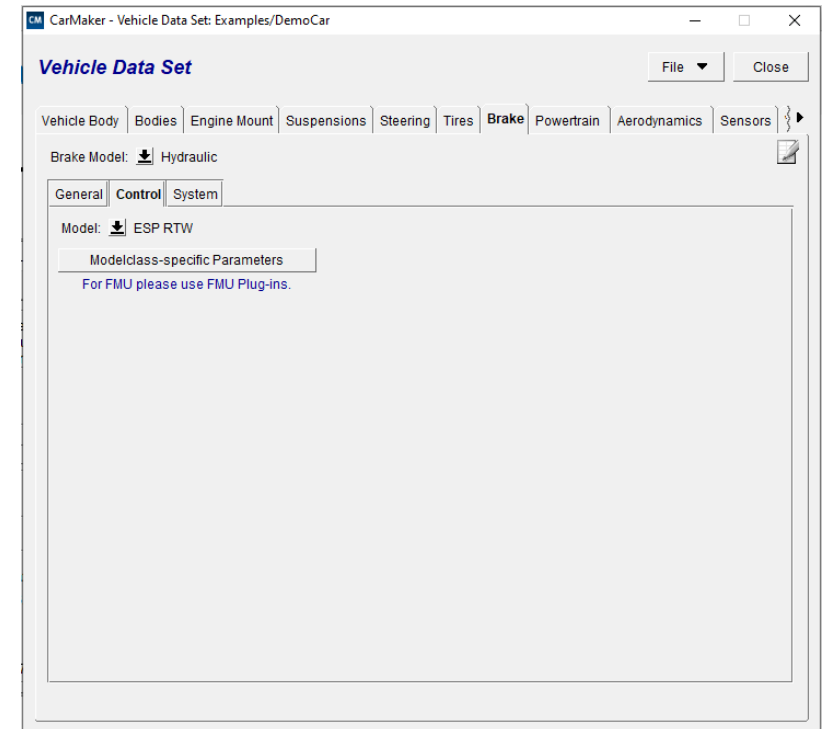 CM CarMaker - Vehicle Data Set: Examples/DemoCar
Vehicle Data Set
File
Close
Vehicle Body Bodies Engine Mount Suspensions Steering Tires Brake Powertrain Aerodynamics Sensors
Brake Model: Hydraulic
General Control System
Model: ESP RTW
Modelclass-specific Parameters
For FMU please use FMU Plug-ins.